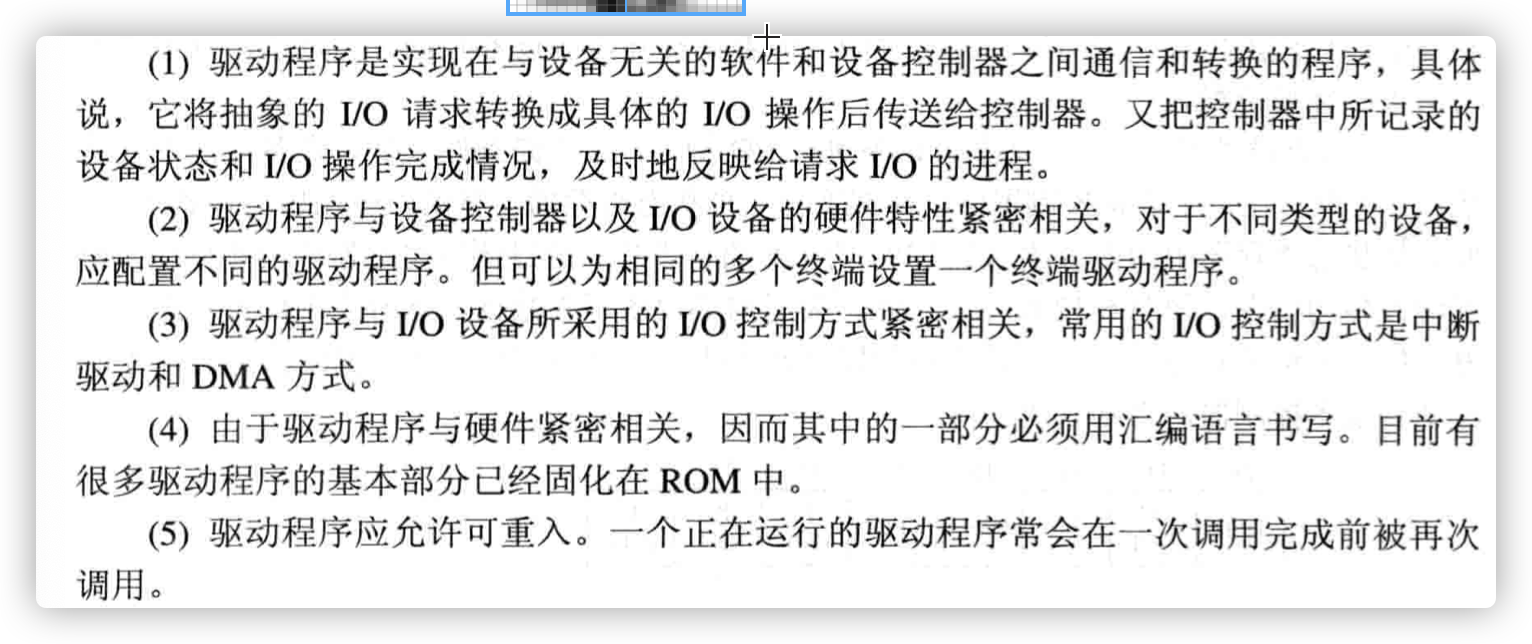 (1) 驱动程序是实现在与设备无关的软件和设备控制器之间通信和转换的程序，具体
说，它将抽象的 I/O 请求转换成具体的 I/O 操作后传送给控制器。又把控制器中所记录的
设备状态和 I/O 操作完成情况，及时地反映给请求 I/O 的进程。
(2) 驱动程序与设备控制器以及 I/O 设备的硬件特性紧密相关，对于不同类型的设备，
应配置不同的驱动程序。但可以为相同的多个终端设置一个终端驱动程序。
(3) 驱动程序与 I/O 设备所采用的 I/O 控制方式紧密相关，常用的 I/O 控制方式是中断
驱动和 DMA 方式。
(4) 由于驱动程序与硬件紧密相关，因而其中的一部分必须用汇编语言书写。目前有
很多驱动程序的基本部分已经固化在 ROM 中。
(5) 驱动程序应允许可重入。一个正在运行的驱动程序常会在一次调用完成前被再次
调用。